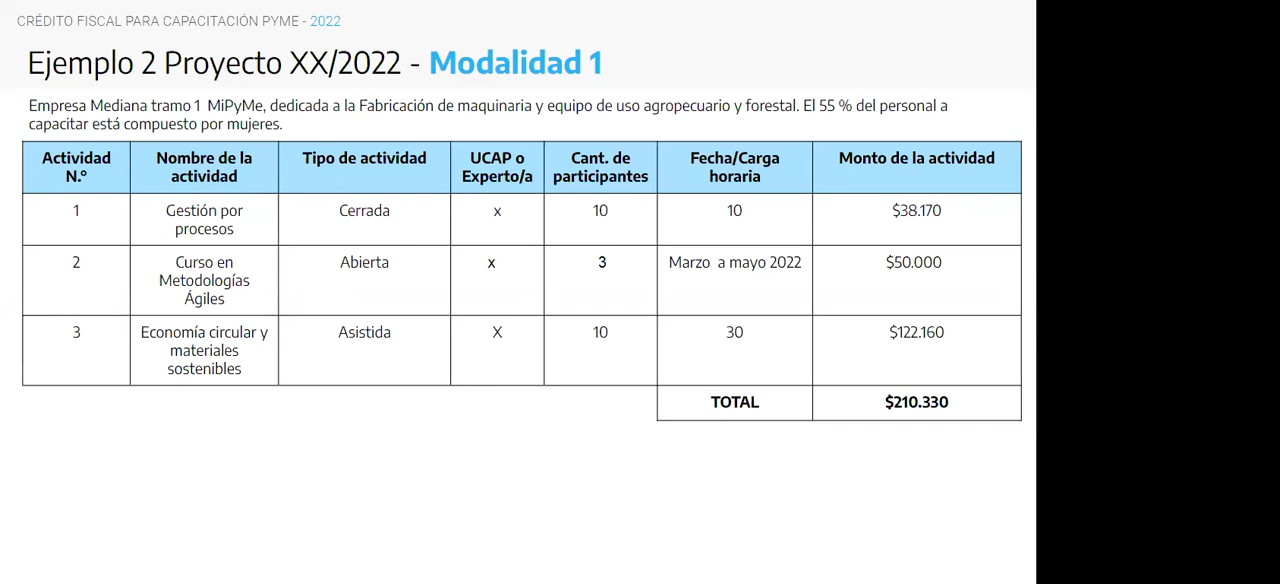 CRÉDITO FISCAL PARA CAPACITACIÓN PYME - 2022
Ejemplo 2 Proyecto XX/2022 - Modalidad 1
Empresa Mediana tramo 1 MiPyMe, dedicada a la Fabricación de maquinaria y equipo de uso agropecuario y forestal. El 55 % del personal a
capacitar está compuesto por mujeres.
Actividad N.° Nombre de la actividad Tipo de actividad UCAP o Experto/a Cant. de participantes Fecha/Carga horaria Monto de la actividad
1 Gestión por procesos Cerrada x 10 10 $38.170
2 Curso en Metodologías Ágiles Abierta x 3 Marzo a mayo 2022 $50.000
3 Economía circular y materiales sostenibles Asistida X 10 30 $122.160
TOTAL $210.330